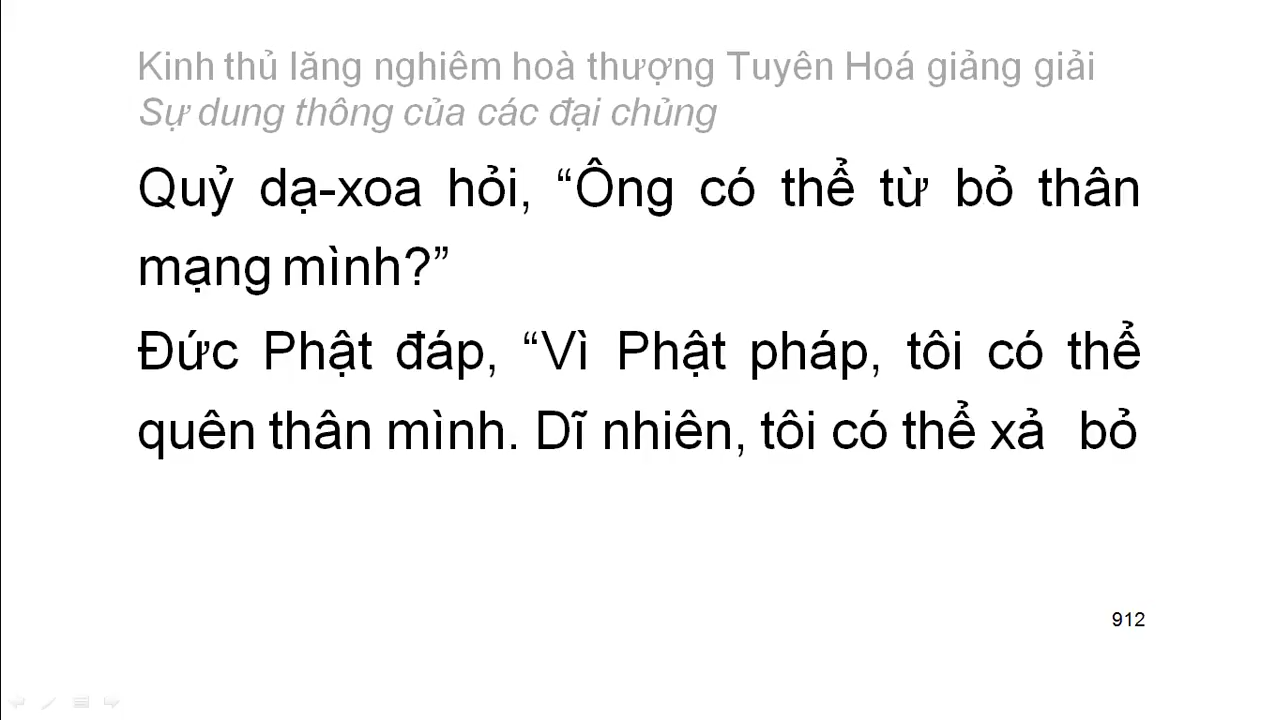 Kinh thủ lăng nghiêm hoà thượng Tuyên Hoá giảng giải
Sự dung thông của các đại chủng
Quỷ dạ-xoa hỏi, “Ông có thể từ bỏ thân
mạng mình?”
Đức Phật đáp, “Vì Phật pháp, tôi có thể
quên thân mình. Dĩ nhiên, tôi có thể xả bỏ
912